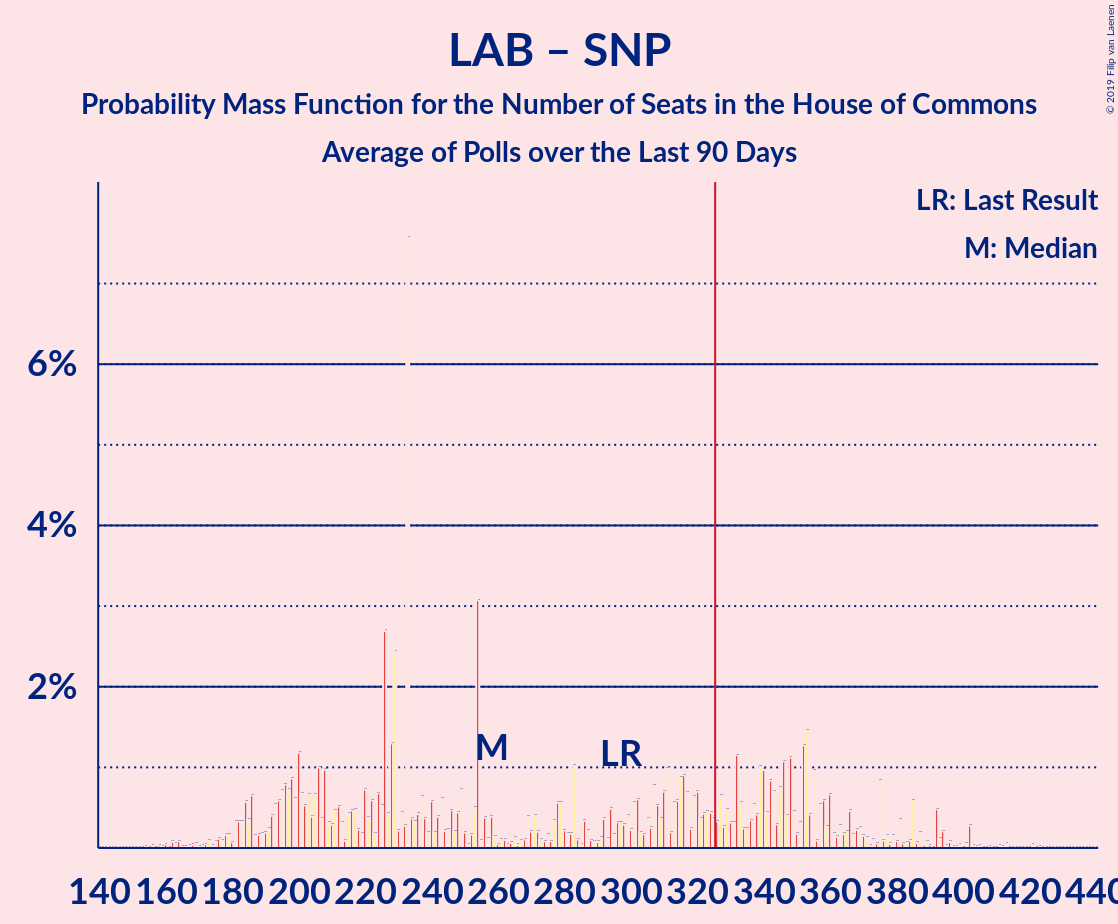 LAB – SNP
Probability Mass Function for the Number of Seats in the House of Commons
Average of Polls over the Last 90 Days
© 2019 Filip van Laenen
LR: Last Result
M: Median
6%
4%
2%
M
LR
140 160 180 200 220 240 260 280 300 320 340 360 380 400 420 440